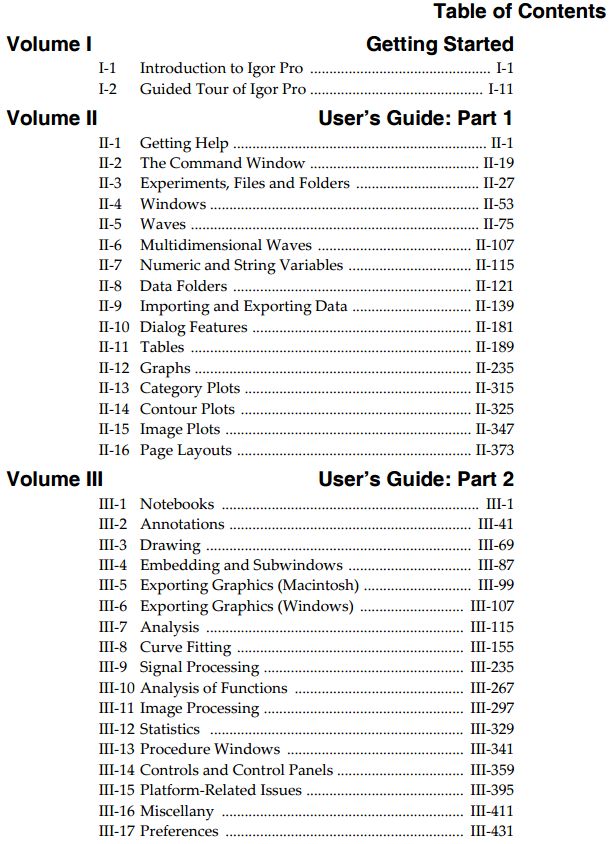 Table of Contents
Volume I Getting Started
I-1 Introduction to Igor Pro .............................................. I-1
I-2 Guided Tour of Igor Pro ............................................ I-11
Volume II User's Guide: Part 1
II-1 Getting Help ........................................................................ II-1
II-2 The Command Window ........................................... II-19
II-3 Experiments, Files and Folders ............................... II-27
II-4 Windows .................................................................... II-53
II-5 Waves ......................................................................... II-75
II-6 Multidimensional Waves ....................................... II-107
II-7 Numeric and String Variables ............................... II-115
II-8 Data Folders ............................................................. II-121
II-9 Importing and Exporting Data .............................. II-139
II-10 Dialog Features ........................................................ II-181
II-11 Tables ....................................................................... II-189
II-12 Graphs ...................................................................... II-235
II-13 Category Plots .......................................................... II-315
II-14 Contour Plots ........................................................... II-325
II-15 Image Plots ............................................................... II-347
II-16 Page Layouts ............................................................ II-373
Volume III User's Guide: Part 2
III-1 Notebooks .................................................................. III-1
III-2 Annotations .............................................................. III-41
III-3 Drawing .................................................................... III-69
III-4 Embedding and Subwindows ............................... III-87
III-5 Exporting Graphics (Macintosh) ........................... III-99
III-6 Exporting Graphics (Windows) .......................... III-107
III-7 Analysis .................................................................. III-115
III-8 Curve Fitting .......................................................... III-155
III-9 Signal Processing ................................................... III-235
III-10 Analysis of Functions ........................................... III-267
III-11 Image Processing ................................................... III-297
III-12 Statistics ................................................................. III-329
III-13 Procedure Windows ............................................. III-341
III-14 Controls and Control Panels ................................ III-359
III-15 Platform-Related Issues ........................................ III-395
III-16 Miscellany .............................................................. III-411
III-17 Preferences ............................................................. III-431